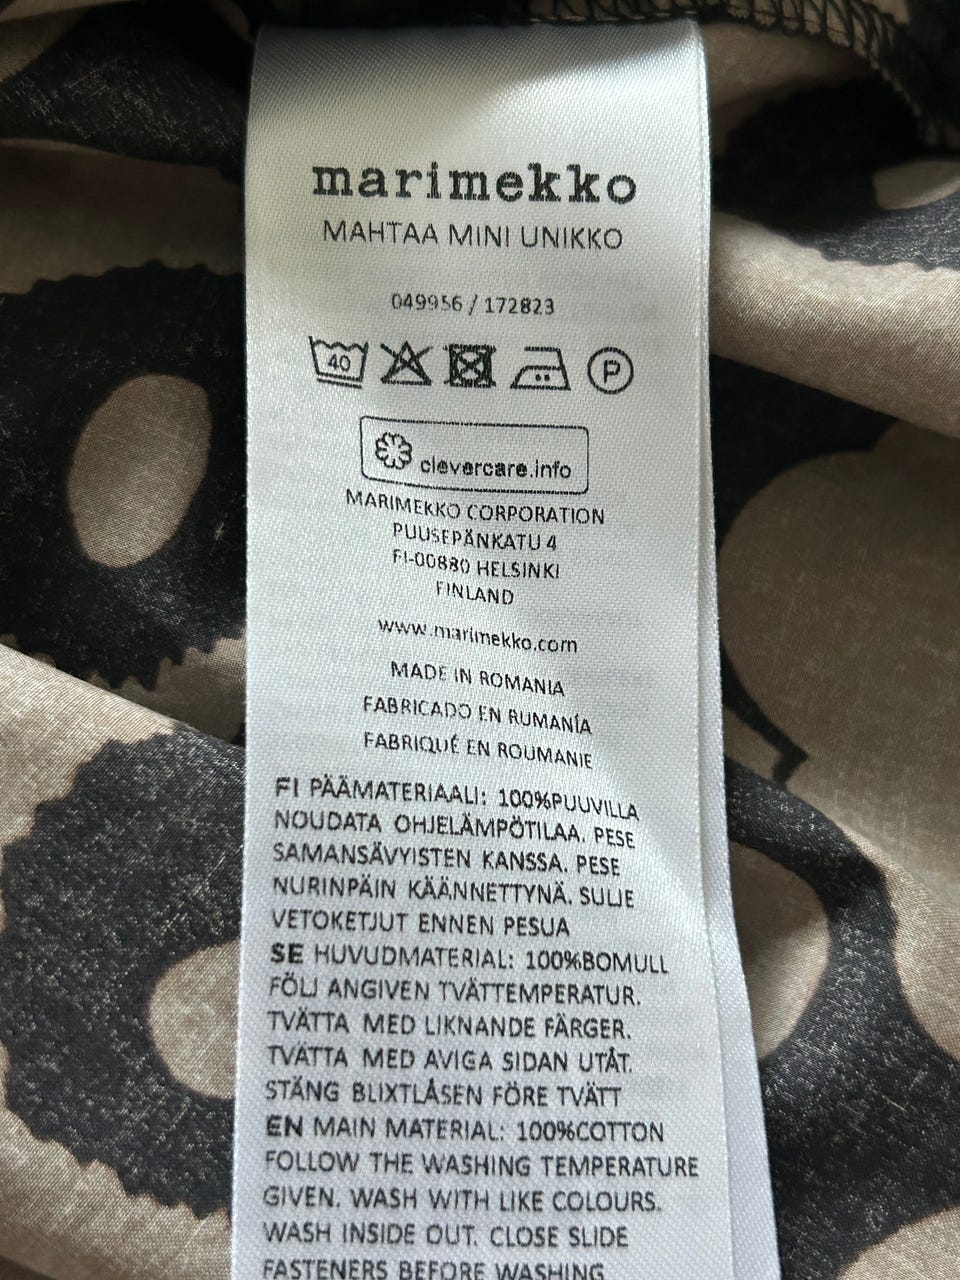 marimekko
MAHTAA MINI UNIKKO
049956 / 172823
40
P
clevercare.info
MARIMEKKO CORPORATION
PUUSEPÄNKATU 4
FI-00880 HELSINKI
FINLAND
www.marimekko.com
MADE IN ROMANIA
FABRICADO EN RUMANÍA
FABRIQUÉ EN ROUMANIE
FI PÄÄMATERIAALI: 100%PUUVILLA
NOUDATA OHJELÄMPÖTILAA. PESE
SAMANSÄVYISTEN KANSSA. PESE
NURINPÄIN KÄÄNNETTYNÄ. SULJE
VETOKETJUT ENNEN PESUA
SE HUVUDMATERIAL: 100%BOMULL
FÖLJ ANGIVEN TVÄTTEMPERATUR.
TVÄTTA MED LIKNANDE FÄRGER.
TVÄTTA MED AVIGA SIDAN UTÅT.
STÄNG BLIXTLÅSEN FÖRE TVÄTT
EN MAIN MATERIAL: 100%COTTON
FOLLOW THE WASHING TEMPERATURE
GIVEN. WASH WITH LIKE COLOURS.
WASH INSIDE OUT. CLOSE SLIDE
FASTENERS BEFORE WASHING